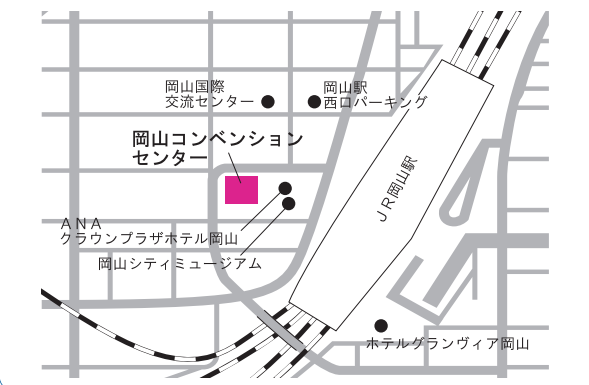 岡山国際
交流センター
岡山駅
西口パーキング
岡山コンベンション
センター
ＪＲ岡山駅
ＡＮＡ
クラウンプラザホテル岡山
岡山シティミュージアム
ホテルグランヴィア岡山